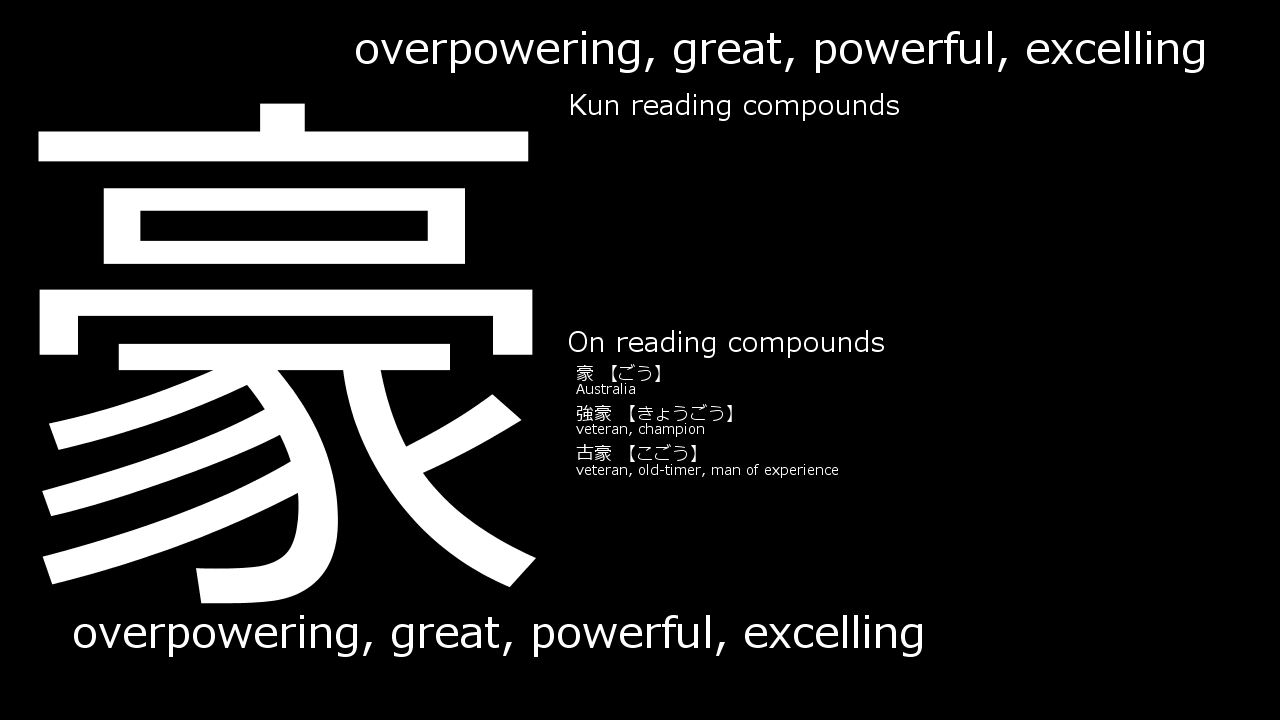 overpowering, great, powerful, excelling
Kun reading compounds
豪
On reading compounds
豪 【ごう】
Australia
強豪 【きょうごう】
veteran, champion
古豪 【こごう】
veteran, old-timer, man of experience
overpowering, great, powerful, excelling